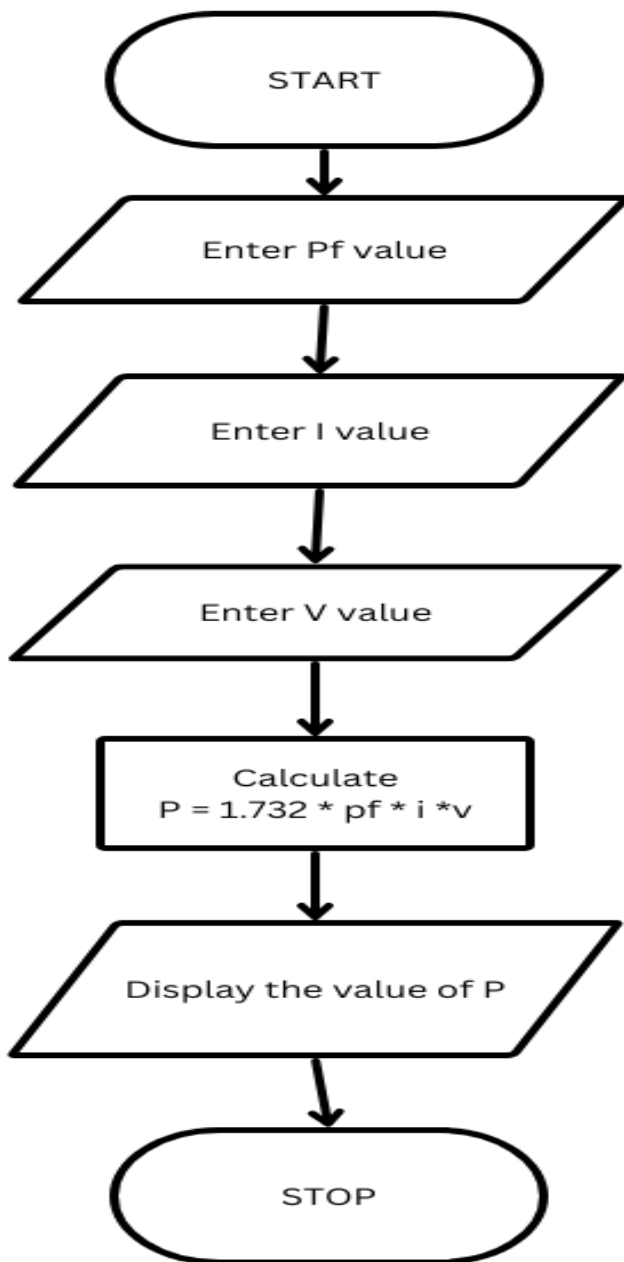 START
Enter Pf value
Enter I value
Enter V value
Calculate
P = 1.732 * pf * i *v
Display the value of P
STOP